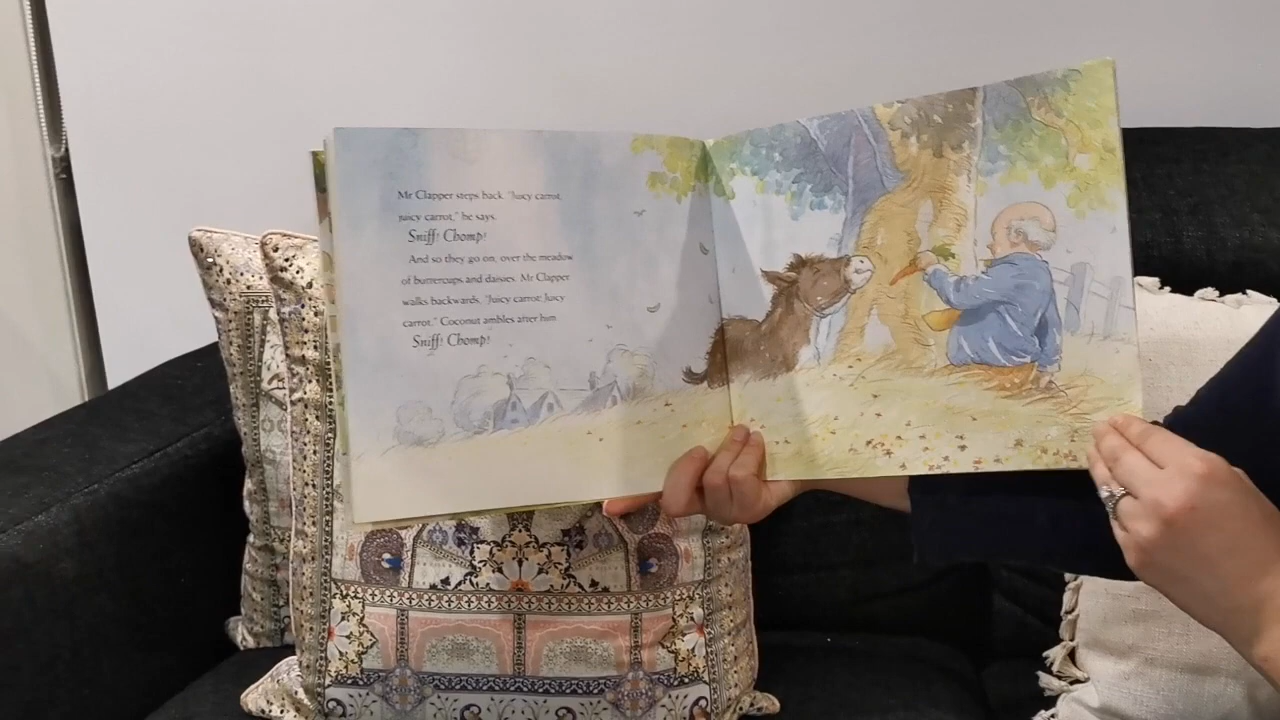 Mr Clapper steps back. "Juicy carrot,
juicy carrot," he says.
Sniff! Chomp!
And so they go on, over the meadow
of buttercups and daisies. Mr Clapper
walks backwards. "Juicy carrot! Juicy
carrot." Coconut ambles after him.
Sniff! Chomp!